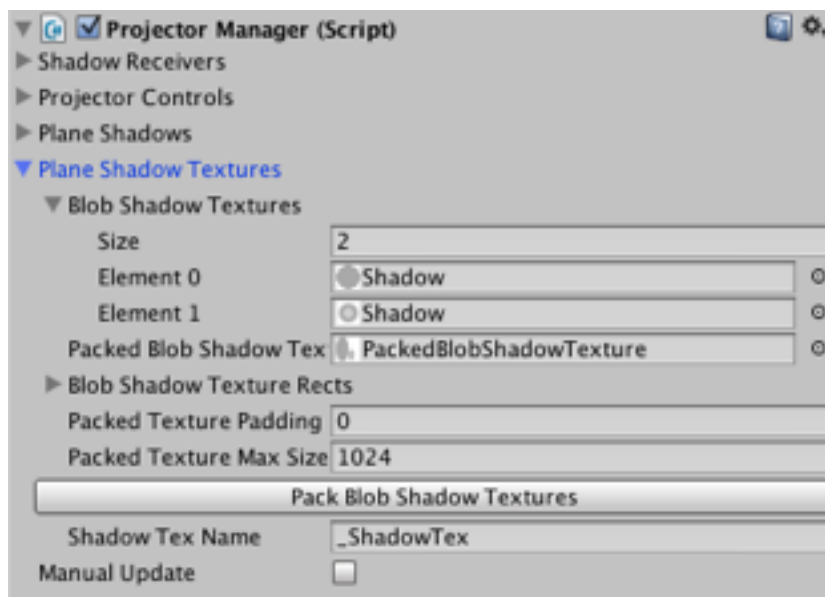 Projector Manager (Script)
Shadow Receivers
Projector Controls
Plane Shadows
Plane Shadow Textures
Blob Shadow Textures
Size 2
Element 0 Shadow
Element 1 Shadow
Packed Blob Shadow Tex PackedBlobShadowTexture
Blob Shadow Texture Rects
Packed Texture Padding 0
Packed Texture Max Size 1024
Pack Blob Shadow Textures
Shadow Tex Name _ShadowTex
Manual Update